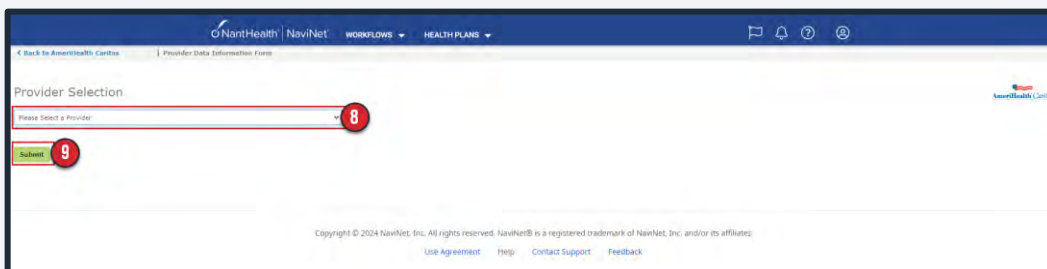 NantHealth | NaviNet WORKFLOWS HEALTH PLANS
< Back to AmeriHealth Caritas | Provider Data Information Form
Provider Selection
AmeriHealth Carit
Please Select a Provider
8
Submit
9
Copyright © 2024 NaviNet, Inc. All rights reserved. NaviNet® is a registered trademark of NaviNet, Inc. and/or its affiliates.
Use Agreement Help Contact Support Feedback